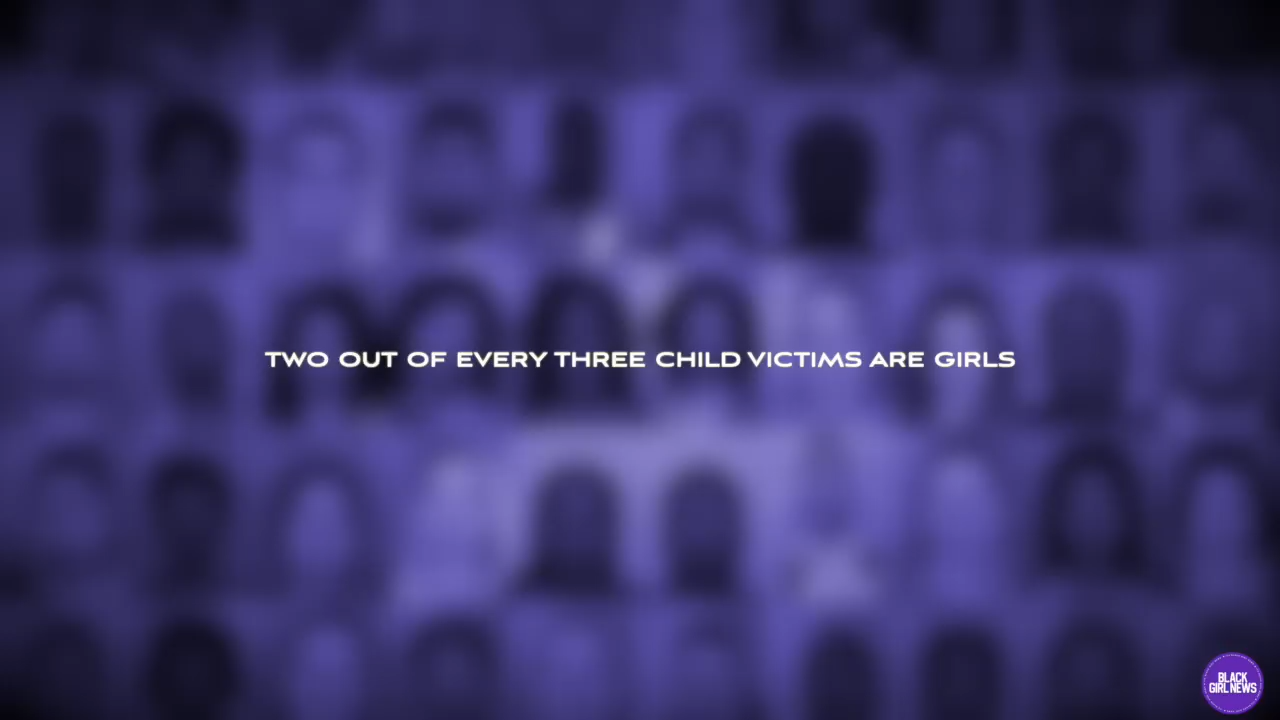 TWO OUT OF EVERY THREE CHILD VICTIMS ARE GIRLS
BLACK
GIRL NEWS